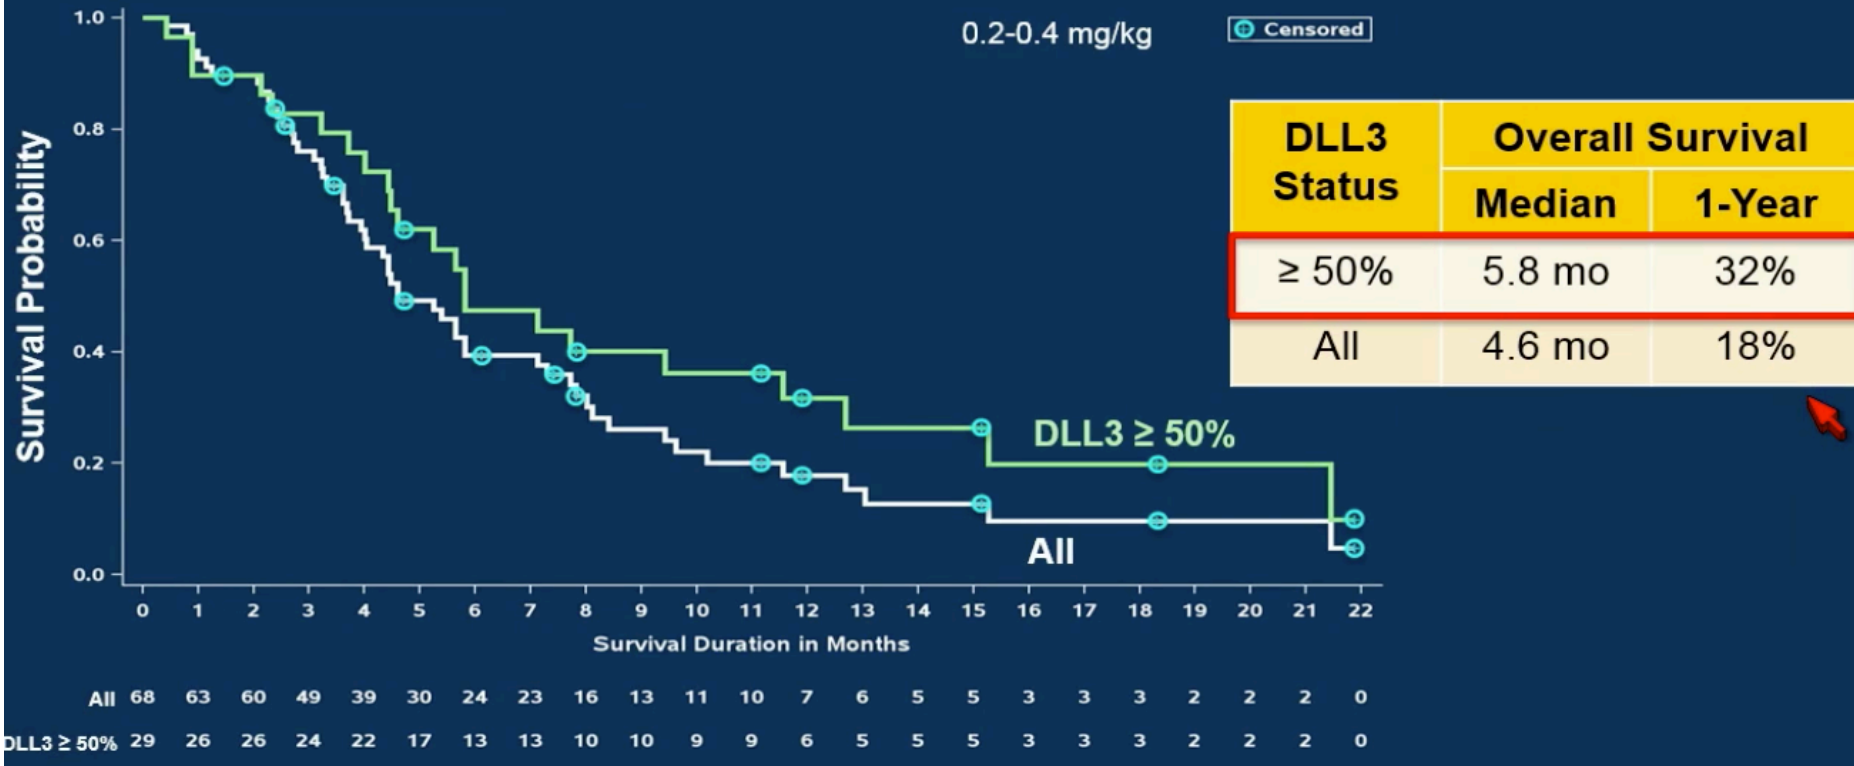 0.2-0.4 mg/kg
Censored
Survival Probability
1.0
0.8
0.6
0.4
0.2
0.0
DLL3 Status
Overall Survival
Median 1-Year
≥ 50% 5.8 mo 32%
All 4.6 mo 18%
DLL3 ≥ 50%
All
0 1 2 3 4 5 6 7 8 9 10 11 12 13 14 15 16 17 18 19 20 21 22
Survival Duration in Months
All 68 63 60 49 39 30 24 23 16 13 11 10 7 6 5 5 3 3 3 2 2 2 0
DLL3 ≥ 50% 29 26 26 24 22 17 13 13 10 10 9 9 6 5 5 5 3 3 3 2 2 2 0